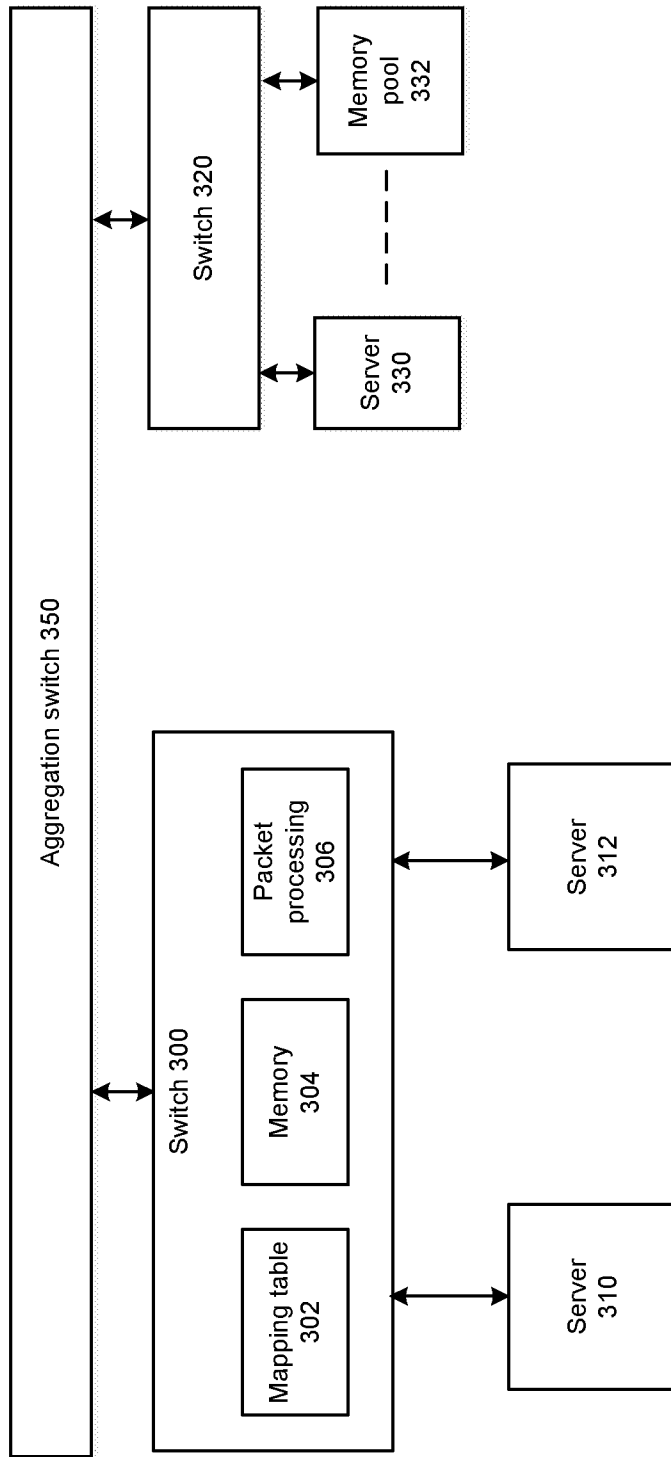 Aggregation switch 350
Switch 300
Mapping table
302
Memory
304
Packet
processing
306
Server
310
Server
312
Switch 320
Server
330
Memory
pool
332